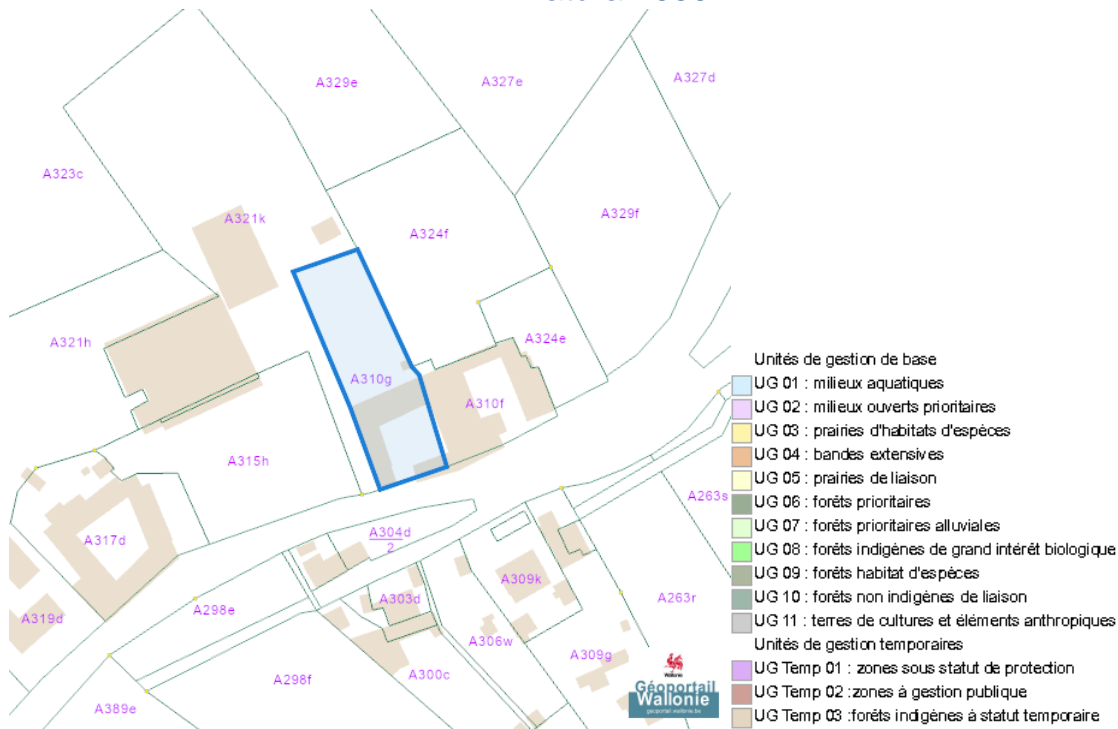 A329e
A327e
A327d
A323c
A321k
A324f
A329f
A321h
A324e
A310g
A310f
A315h
A263s
A304d
2
A317d
A309k
A303d
A298e
A263r
A319d
A306w
A309g
A300c
A298f
A389e
Wallonie
Géoportail
Wallonie
geoportail.wallonie.be
Unités de gestion de base
UG 01 : milieux aquatiques
UG 02 : milieux ouverts prioritaires
UG 03 : prairies d'habitats d'espèces
UG 04 : bandes extensives
UG 05 : prairies de liaison
UG 06 : forêts prioritaires
UG 07 : forêts prioritaires alluviales
UG 08 : forêts indigènes de grand intérêt biologique
UG 09 : forêts habitat d'espèces
UG 10 : forêts non indigènes de liaison
UG 11 : terres de cultures et éléments anthropiques
Unités de gestion temporaires
UG Temp 01 : zones sous statut de protection
UG Temp 02 :zones à gestion publique
UG Temp 03 :forêts indigènes à statut temporaire